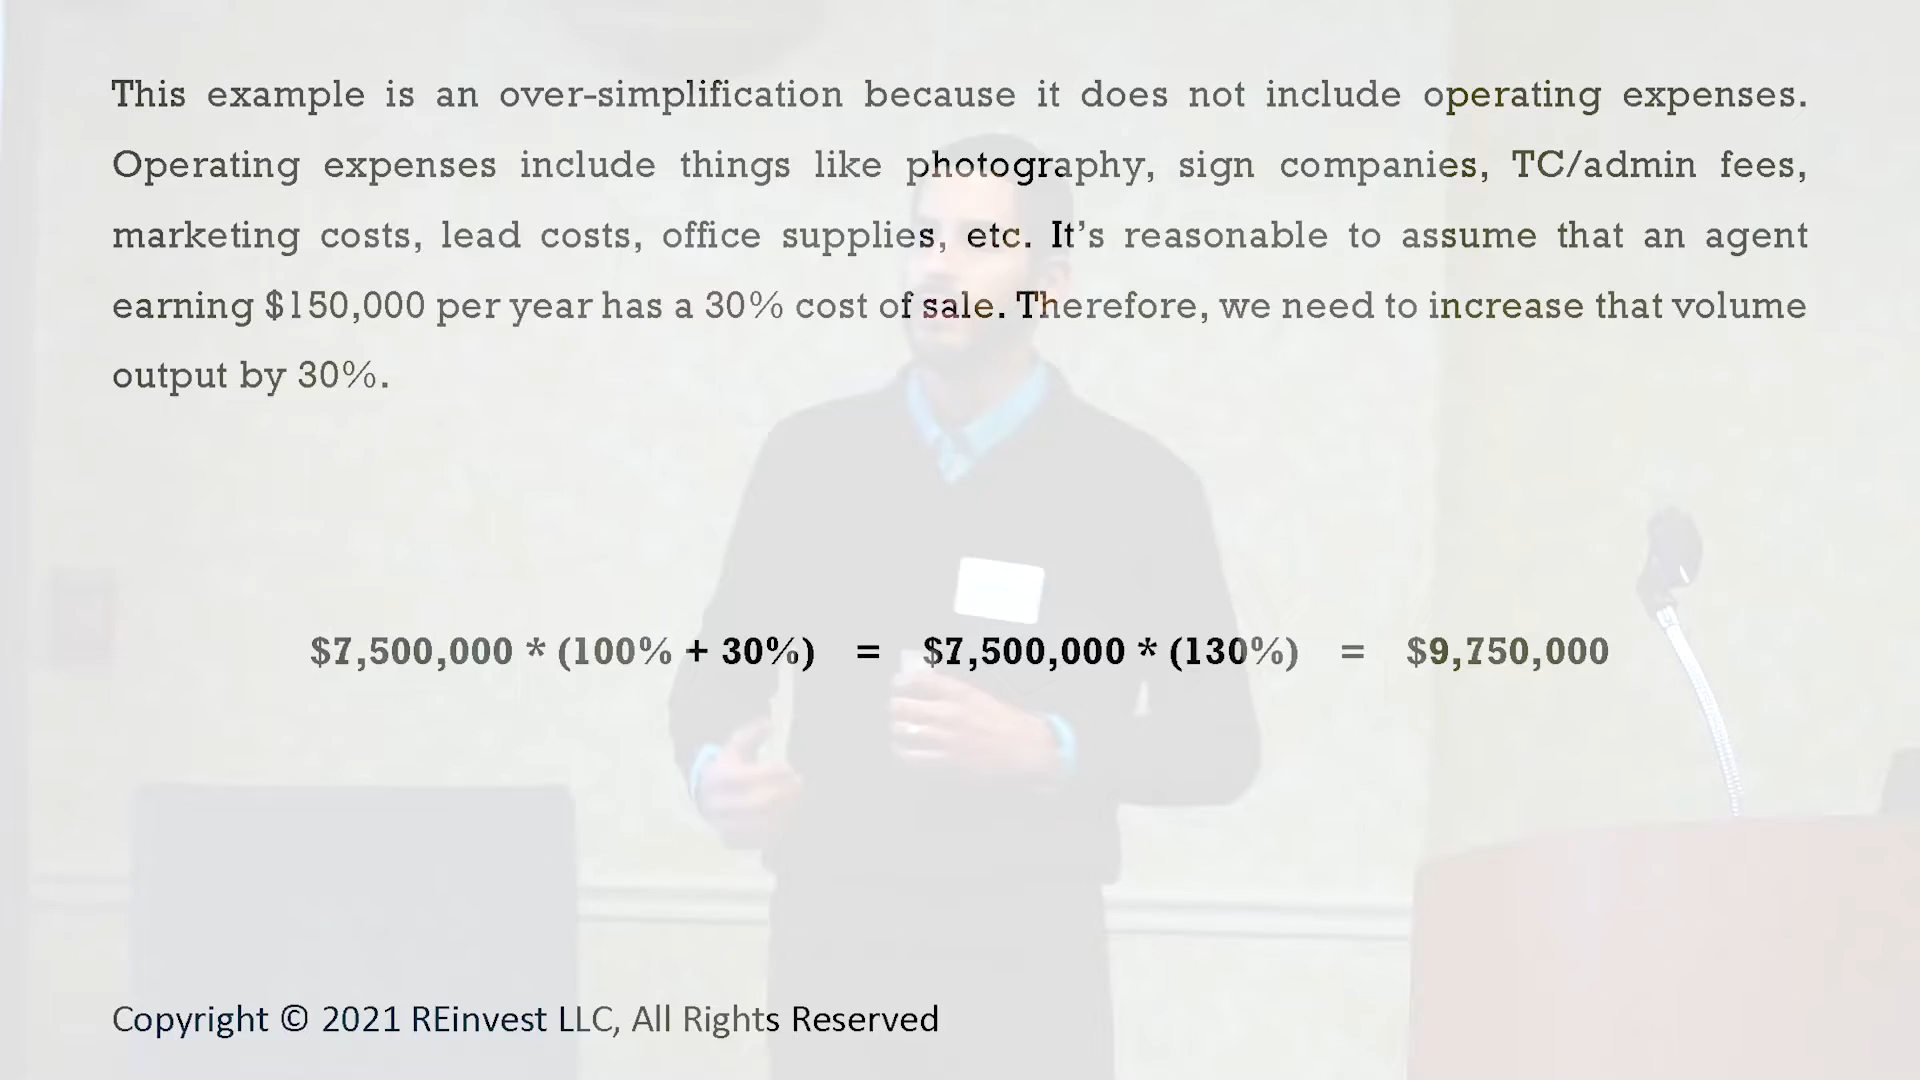 This example is an over-simplification because it does not include operating expenses.
Operating expenses include things like photography, sign companies, TC/admin fees,
marketing costs, lead costs, office supplies, etc. It’s reasonable to assume that an agent
earning $150,000 per year has a 30% cost of sale. Therefore, we need to increase that volume
output by 30%.
$7,500,000 * (100% + 30%) = $7,500,000 * (130%) = $9,750,000
Copyright © 2021 REinvest LLC, All Rights Reserved